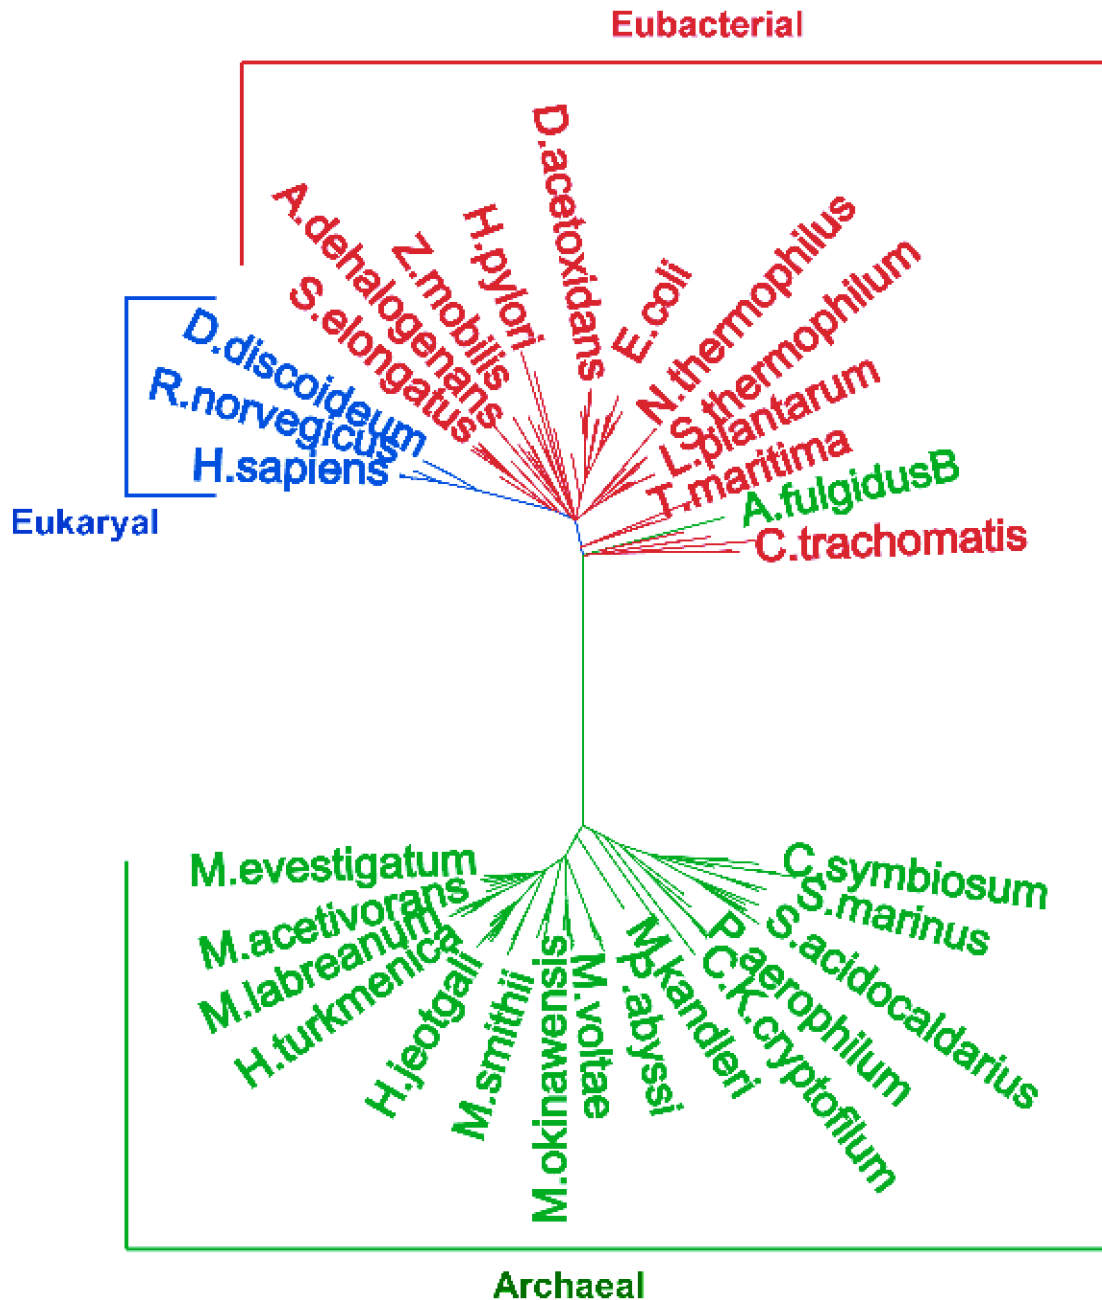 Eubacterial
D.acetoxidans
A.dehalogenans
Z.mobilis
H.pylori
E.coli
N.thermophilus
S.thermophilum
S.elongatus
D.discoideum
R.norvegicus
H.sapiens
L.plantarum
T.maritima
A.fulgidusB
C.trachomatis
Eukaryal
M.evestigatum
M.acetivorans
M.labreanum
H.turkmenica
H.jeotgali
M.smithii
M.okinawensis
M.voltae
P.abyssi
M.kandleri
C.K.cryptofilum
P.aerophilum
S.acidocaldarius
S.marinus
C.symbiosum
Archaeal